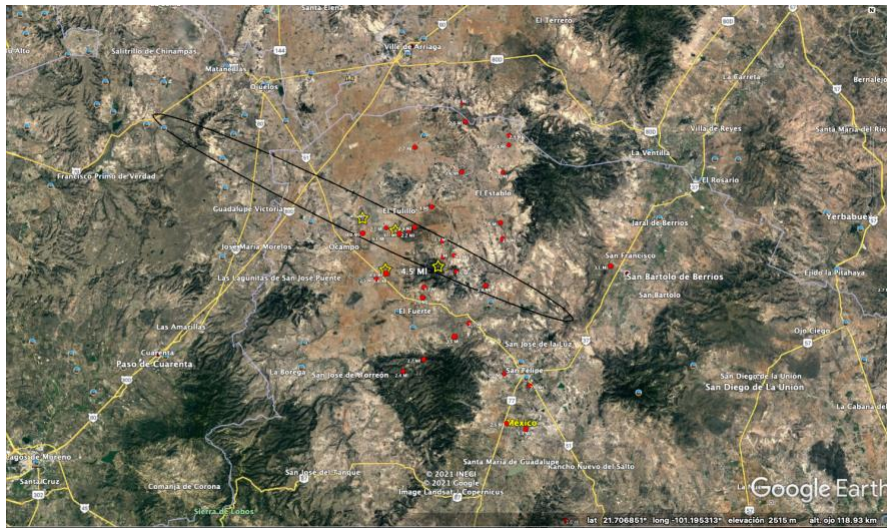 Santa Elena
El Terrero
Salitrillo de Chinampas
Villa de Arriaga
Matancillas
Ojuelos
La Barreta
Villa de Reyes
Santa María del Río
La Ventilla
Francisco Primo de Verdad
El Rosario
El Establo
Guadalupe Victoria
El Tulillo
Jaral de Berrios
Yerbabuena
Ocampo
José María Morelos
San Francisco
4.5 MI
Las Lagunitas de San José Puente
San Bartolo de Berrios
Ejido la Pitahaya
San Bartolo
El Fuerte
Las Amarillas
Ojo Ciego
San José de la Luz
Cuarenta
Paso de Cuarenta
La Borega
San José de Torreón
San Felipe
San Diego de la Unión
San Diego de La Unión
La Cabana del
Mexico
Lagos de Moreno
Santa María de Guadalupe
Rancho Nuevo del Salto
Santa Cruz
Comanja de Corona
San José del Tanque
© 2021 INEGI
© 2021 Google
Image Landsat / Copernicus
Google Earth
Sierra de Lobos
lat 21.706851° long -101.195313° elevación 2515 m alt. ojo 118.93 km